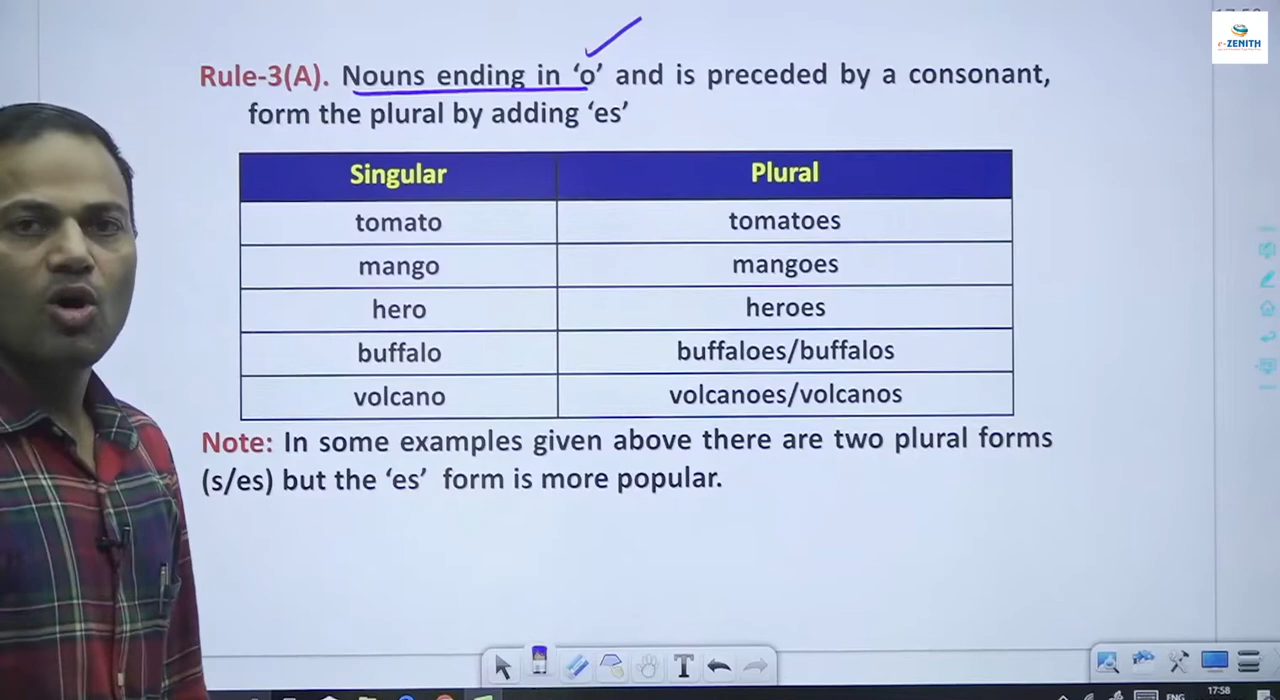 e-ZENITH
Rule-3(A). Nouns ending in ‘o’ and is preceded by a consonant,
form the plural by adding ‘es’
Singular Plural
tomato tomatoes
mango mangoes
hero heroes
buffalo buffaloes/buffalos
volcano volcanoes/volcanos
Note: In some examples given above there are two plural forms
(s/es) but the ‘es’ form is more popular.
T
ENG 17:58